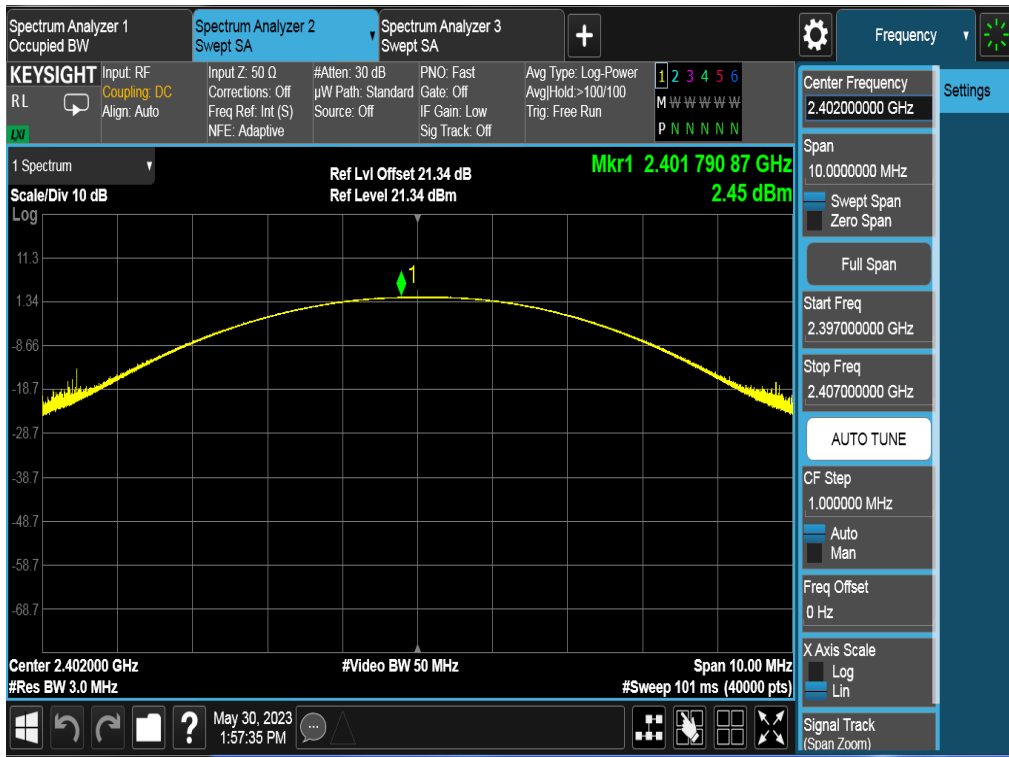 Spectrum Analyzer 1
Occupied BW
Spectrum Analyzer 2
Swept SA
Spectrum Analyzer 3
Swept SA
Frequency
KEYSIGHT
RL
LXI
Input: RF
Coupling: DC
Align: Auto
Input Z: 50 Ω
Corrections: Off
Freq Ref: Int (S)
NFE: Adaptive
#Atten: 30 dB
µW Path: Standard
Source: Off
PNO: Fast
Gate: Off
IF Gain: Low
Sig Track: Off
Avg Type: Log-Power
Avg|Hold:>100/100
Trig: Free Run
1 2 3 4 5 6
M W W W W W
P N N N N N
1 Spectrum
Scale/Div 10 dB
Log
Ref Lvl Offset 21.34 dB
Ref Level 21.34 dBm
Mkr1 2.401 790 87 GHz
2.45 dBm
1
11.3
1.34
-8.66
-18.7
-28.7
-38.7
-48.7
-58.7
-68.7
Center 2.402000 GHz
#Res BW 3.0 MHz
#Video BW 50 MHz
Span 10.00 MHz
#Sweep 101 ms (40000 pts)
May 30, 2023
1:57:35 PM
Center Frequency
2.402000000 GHz
Settings
Span
10.0000000 MHz
Swept Span
Zero Span
Full Span
Start Freq
2.397000000 GHz
Stop Freq
2.407000000 GHz
AUTO TUNE
CF Step
1.000000 MHz
Auto
Man
Freq Offset
0 Hz
X Axis Scale
Log
Lin
Signal Track
(Span Zoom)